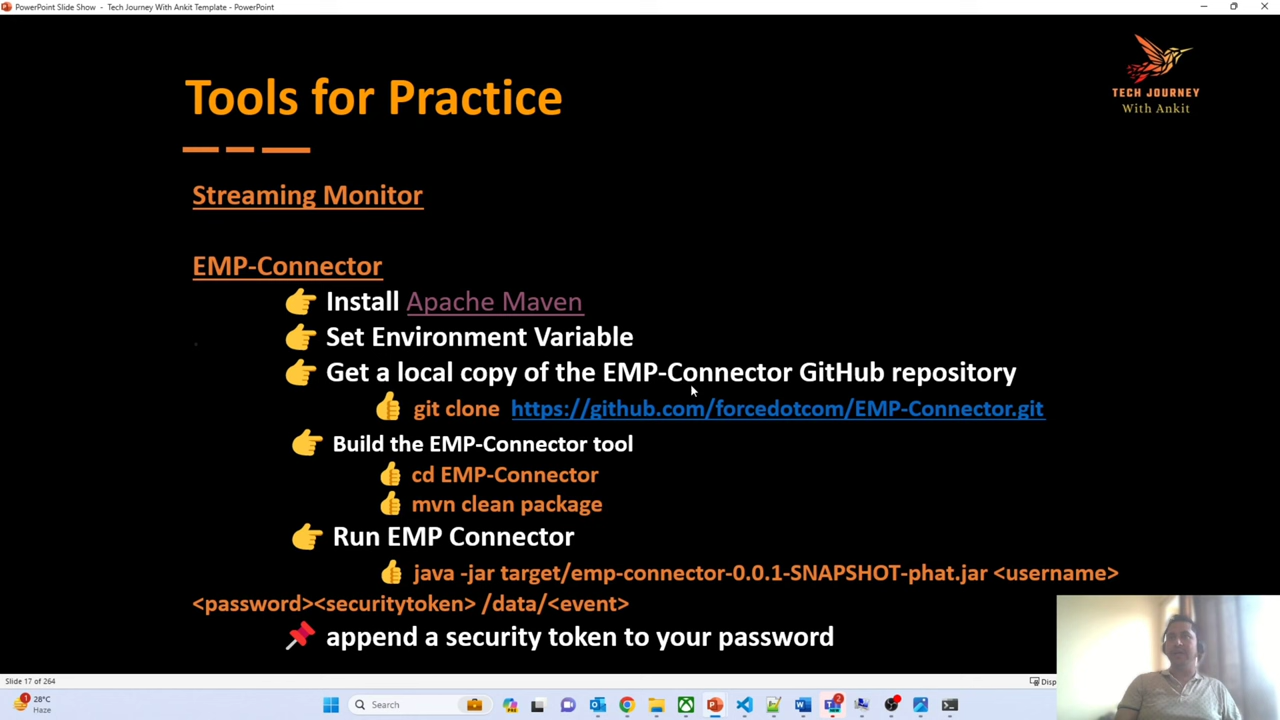 PowerPoint Slide Show - Tech Journey With Ankit Template - PowerPoint
TECH JOURNEY
With Ankit
Tools for Practice
Streaming Monitor
EMP-Connector
👉 Install Apache Maven
👉 Set Environment Variable
👉 Get a local copy of the EMP-Connector GitHub repository
👍 git clone https://github.com/forcedotcom/EMP-Connector.git
👉 Build the EMP-Connector tool
👍 cd EMP-Connector
👍 mvn clean package
👉 Run EMP Connector
👍 java -jar target/emp-connector-0.0.1-SNAPSHOT-phat.jar <username>
<password><securitytoken> /data/<event>
📌 append a security token to your password
Slide 17 of 264
Disp
1
28°C
Haze
Search
2